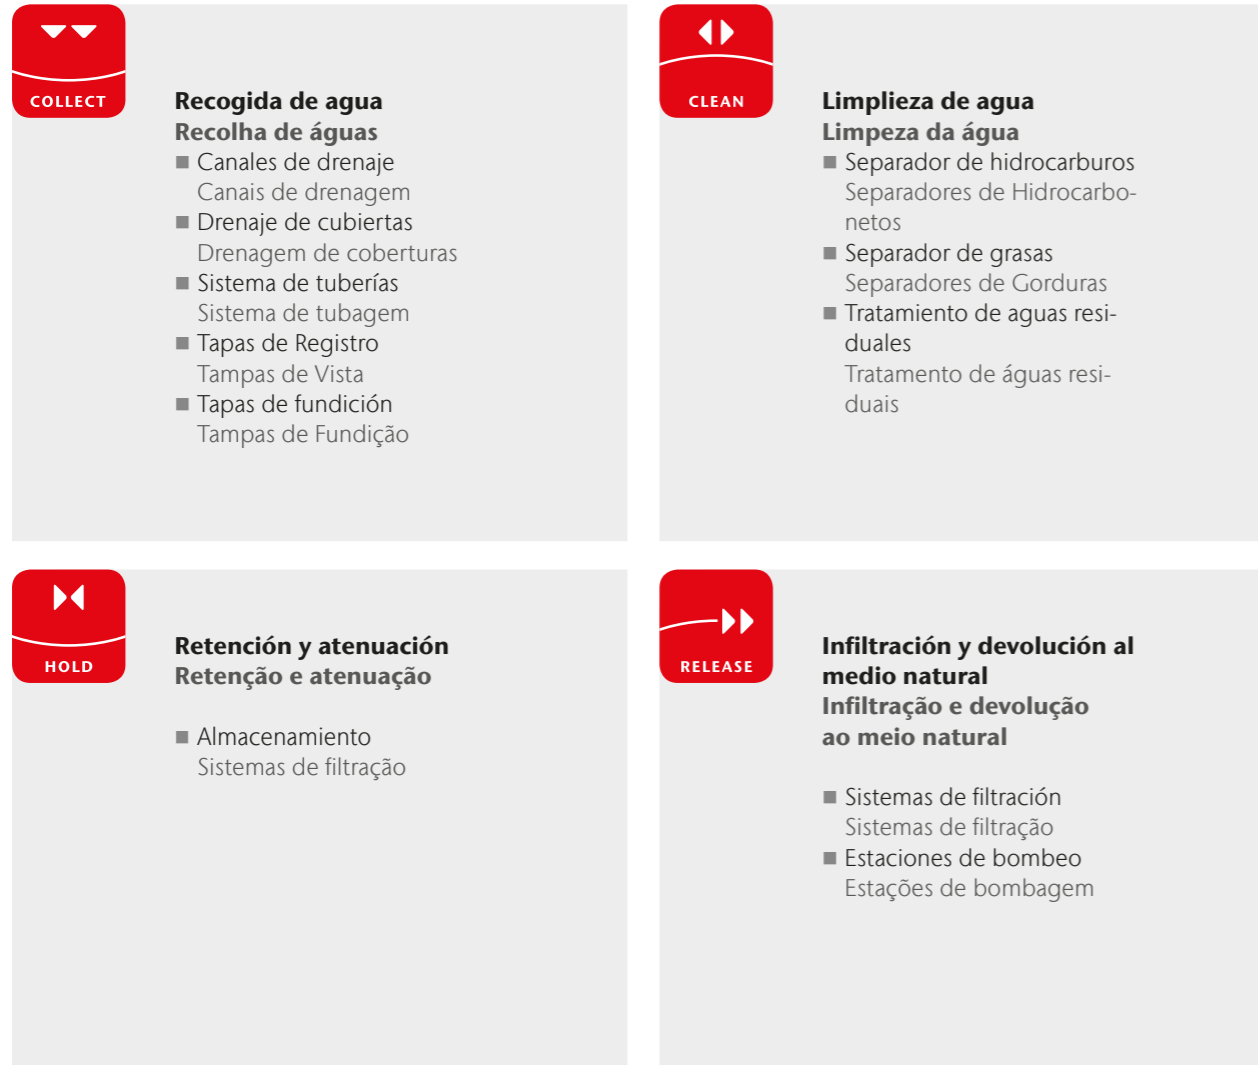 COLLECT
Recogida de agua
Recolha de águas
Canales de drenaje
Canais de drenagem
Drenaje de cubiertas
Drenagem de coberturas
Sistema de tuberías
Sistema de tubagem
Tapas de Registro
Tampas de Vista
Tapas de fundición
Tampas de Fundição
CLEAN
Limplieza de agua
Limpeza da água
Separador de hidrocarburos
Separadores de Hidrocarbo-
netos
Separador de grasas
Separadores de Gorduras
Tratamiento de aguas resi-
duales
Tratamento de águas resi-
duais
HOLD
Retención y atenuación
Retenção e atenuação
Almacenamiento
Sistemas de filtração
RELEASE
Infiltración y devolución al
medio natural
Infiltração e devolução
ao meio natural
Sistemas de filtración
Sistemas de filtração
Estaciones de bombeo
Estações de bombagem